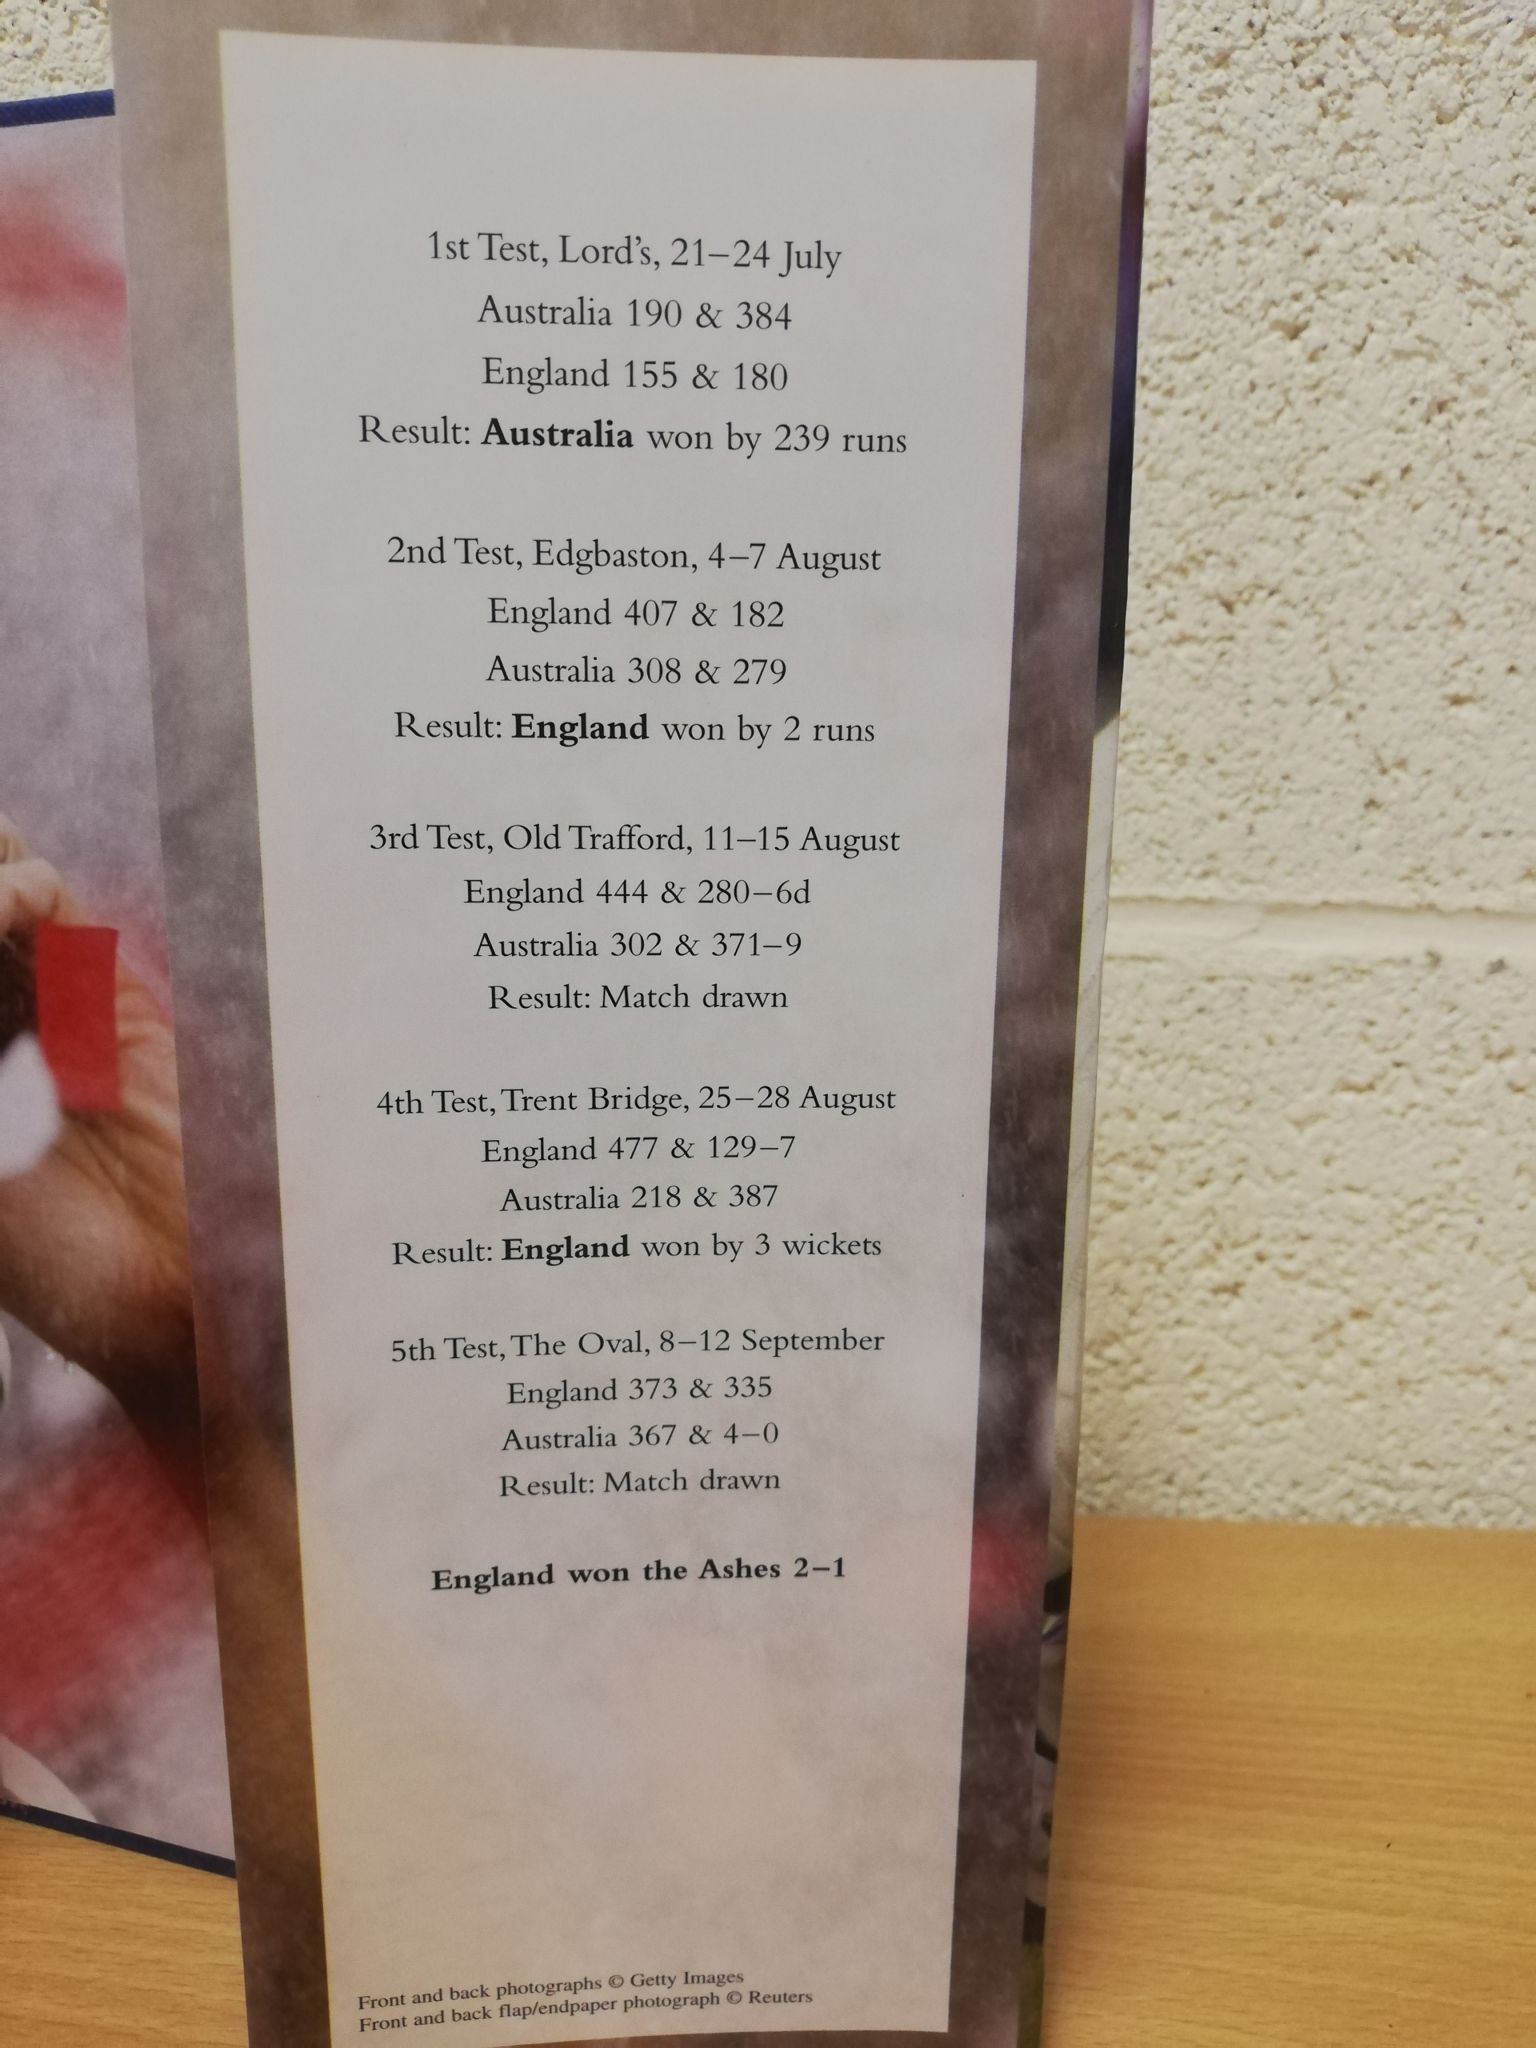 1st Test, Lord's, 21–24 July
Australia 190 & 384
England 155 & 180
Result: Australia won by 239 runs
2nd Test, Edgbaston, 4–7 August
England 407 & 182
Australia 308 & 279
Result: England won by 2 runs
3rd Test, Old Trafford, 11–15 August
England 444 & 280–6d
Australia 302 & 371–9
Result: Match drawn
4th Test, Trent Bridge, 25–28 August
England 477 & 129–7
Australia 218 & 387
Result: England won by 3 wickets
5th Test, The Oval, 8–12 September
England 373 & 335
Australia 367 & 4–0
Result: Match drawn
England won the Ashes 2–1
Front and back photographs © Getty Images
Front and back flap/endpaper photograph © Reuters